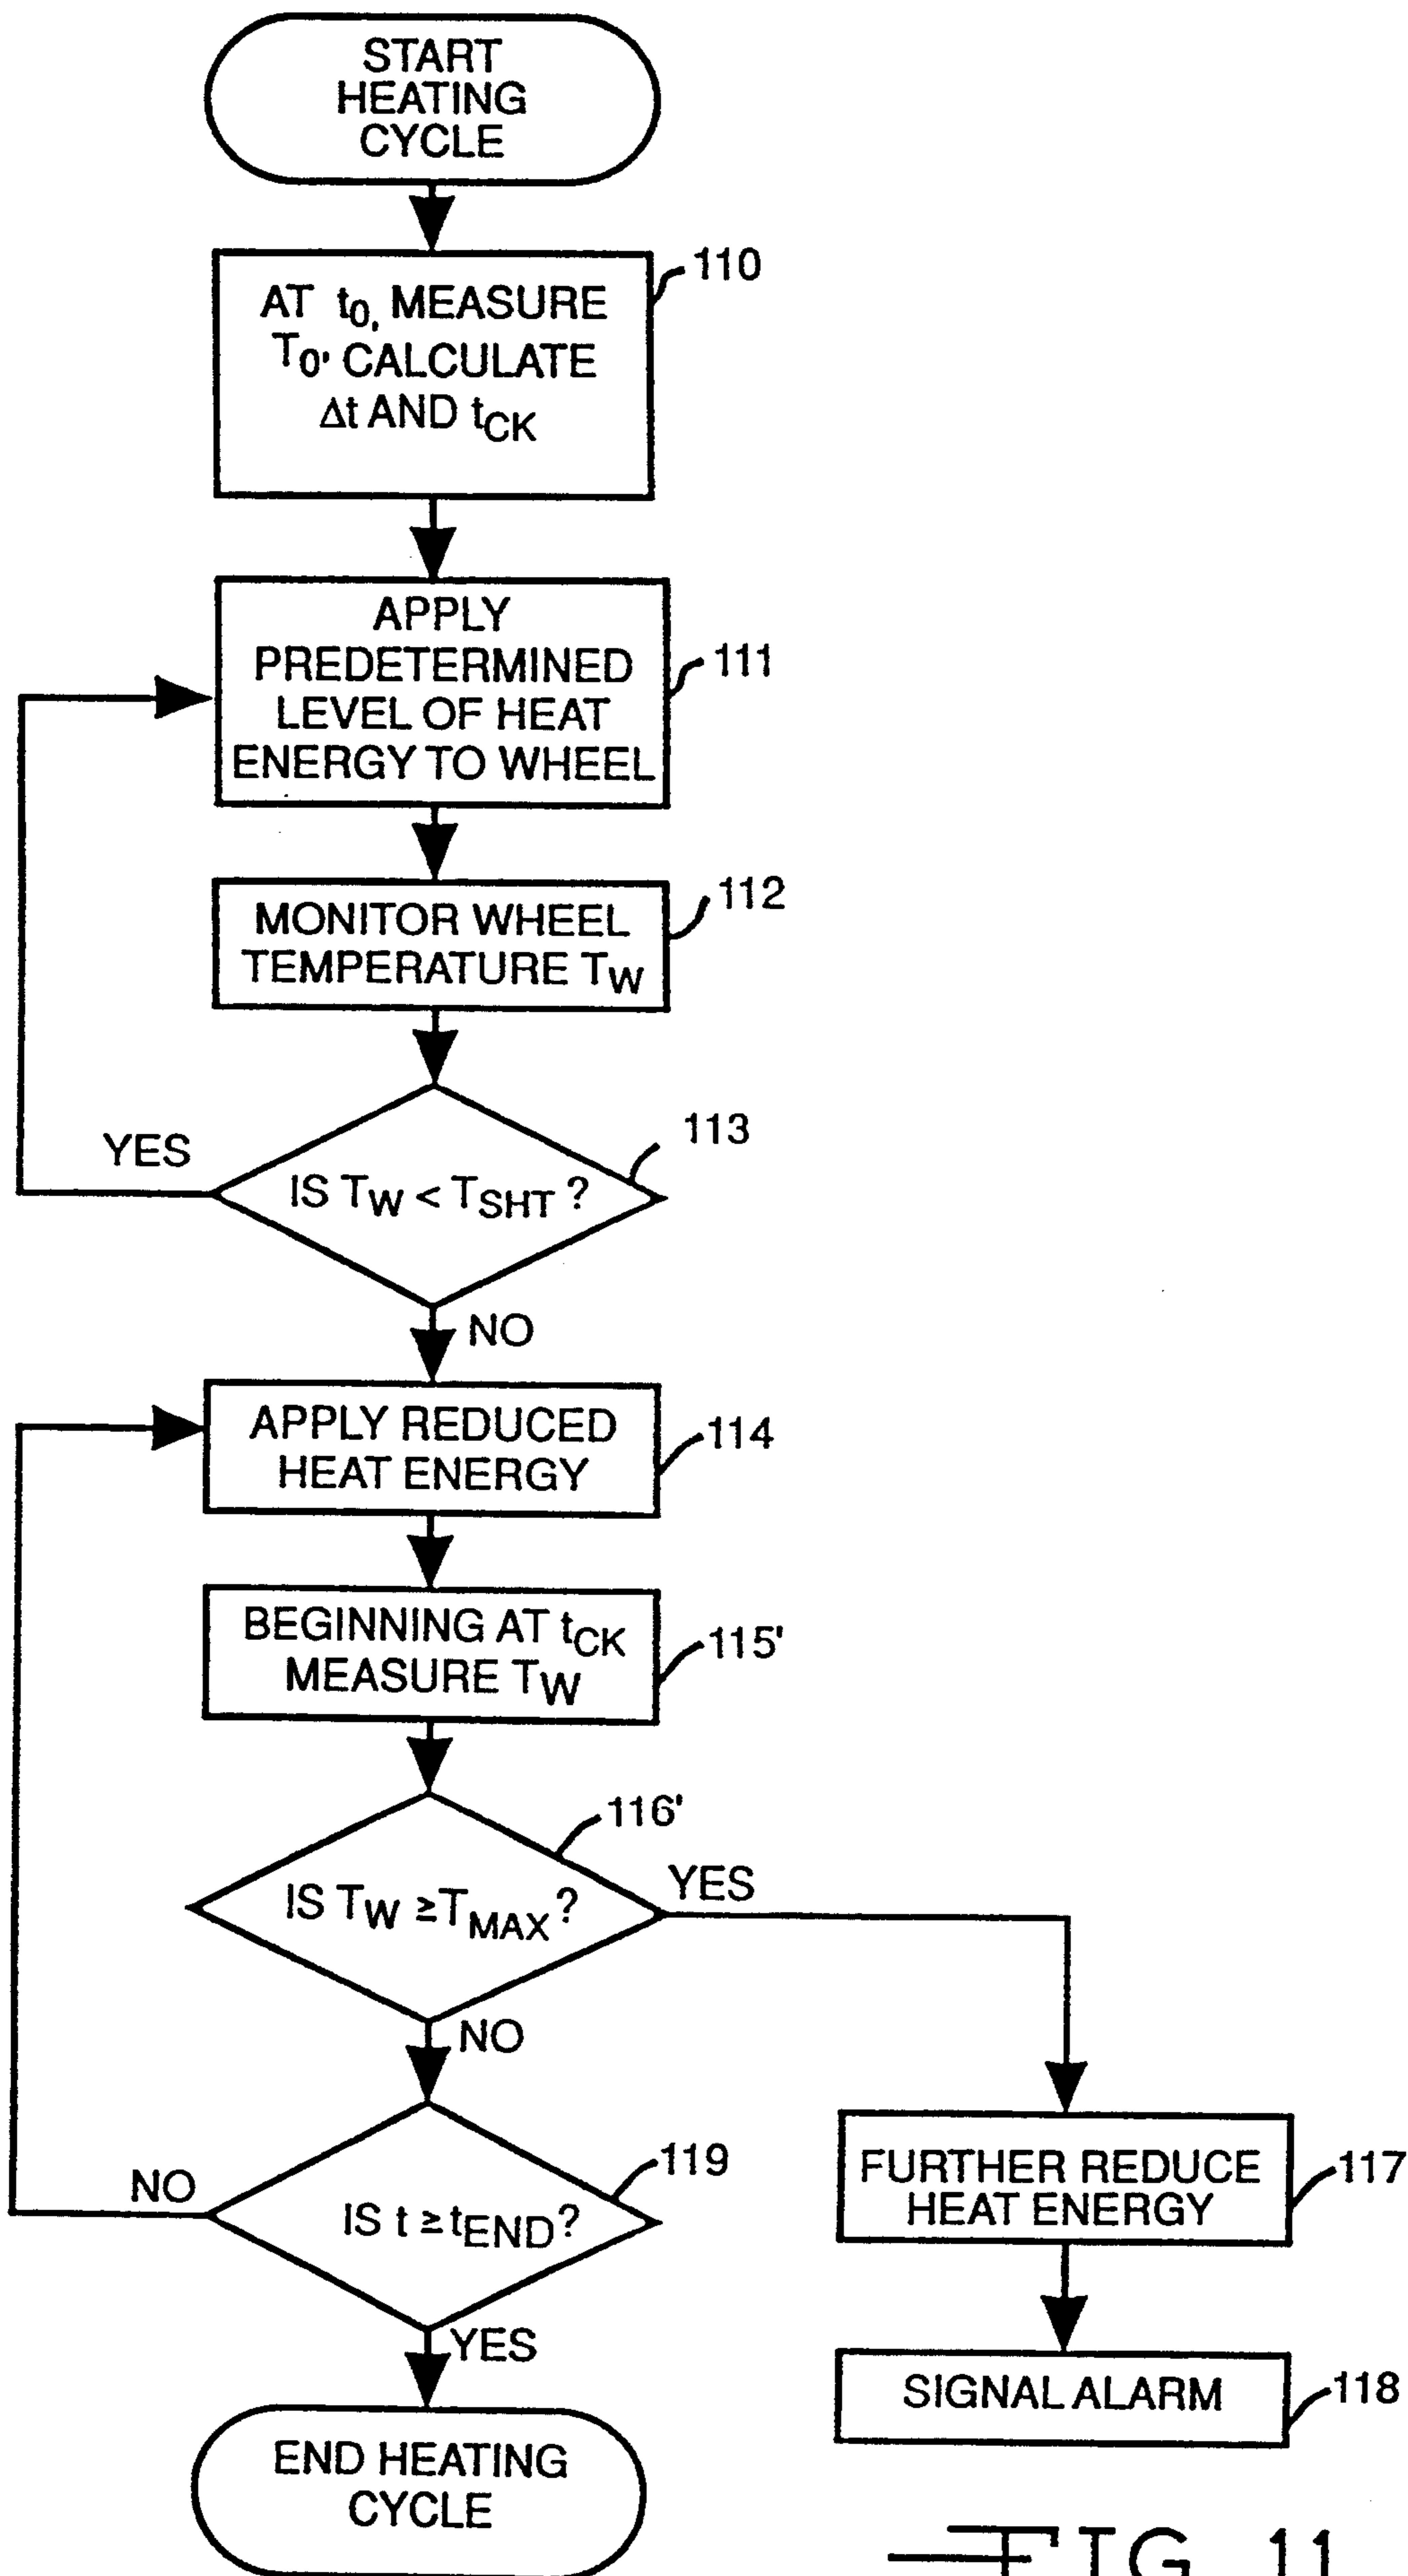 START
HEATING
CYCLE
110
AT t0, MEASURE
T0, CALCULATE
Δt AND tCK
APPLY
PREDETERMINED
LEVEL OF HEAT
ENERGY TO WHEEL
111
MONITOR WHEEL
TEMPERATURE TW
112
YES
IS TW < TSHT ?
113
NO
APPLY REDUCED
HEAT ENERGY
114
BEGINNING AT tCK
MEASURE TW
115'
116'
IS TW ≥TMAX?
YES
NO
119
NO
IS t ≥tEND?
YES
FURTHER REDUCE
HEAT ENERGY
117
SIGNAL ALARM
118
END HEATING
CYCLE
FIG. 11